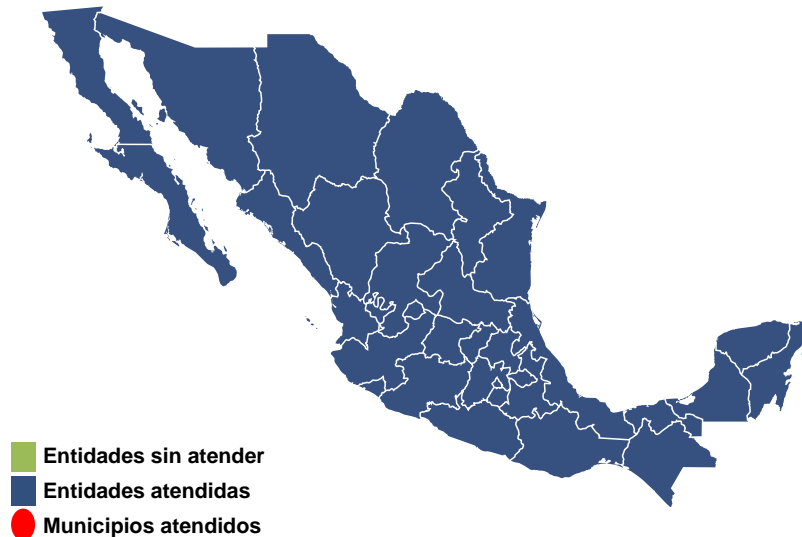 Entidades sin atender
Entidades atendidas
Municipios atendidos